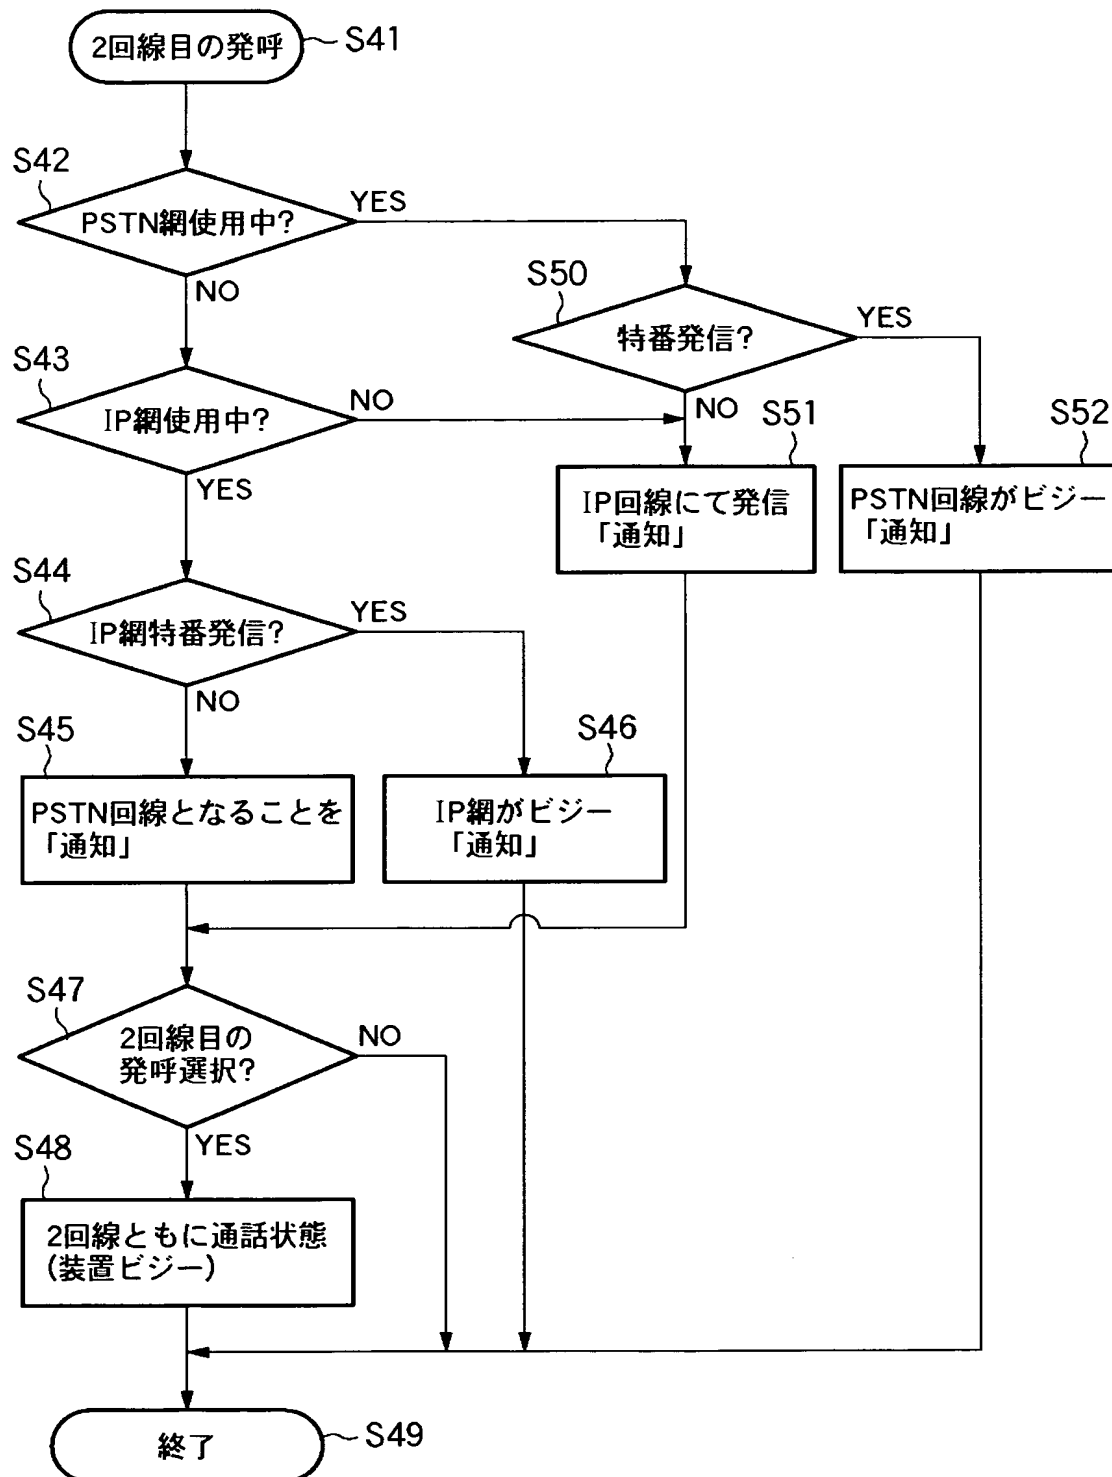 2回線目の発呼
S41
S42
PSTN網使用中?
YES
NO
S50
特番発信?
YES
NO
S43
IP網使用中?
NO
YES
S51
IP回線にて発信
「通知」
S52
PSTN回線がビジー
「通知」
S44
IP網特番発信?
YES
NO
S45
PSTN回線となることを
「通知」
S46
IP網がビジー
「通知」
S47
2回線目の
発呼選択?
NO
YES
S48
2回線ともに通話状態
(装置ビジー)
終了
S49